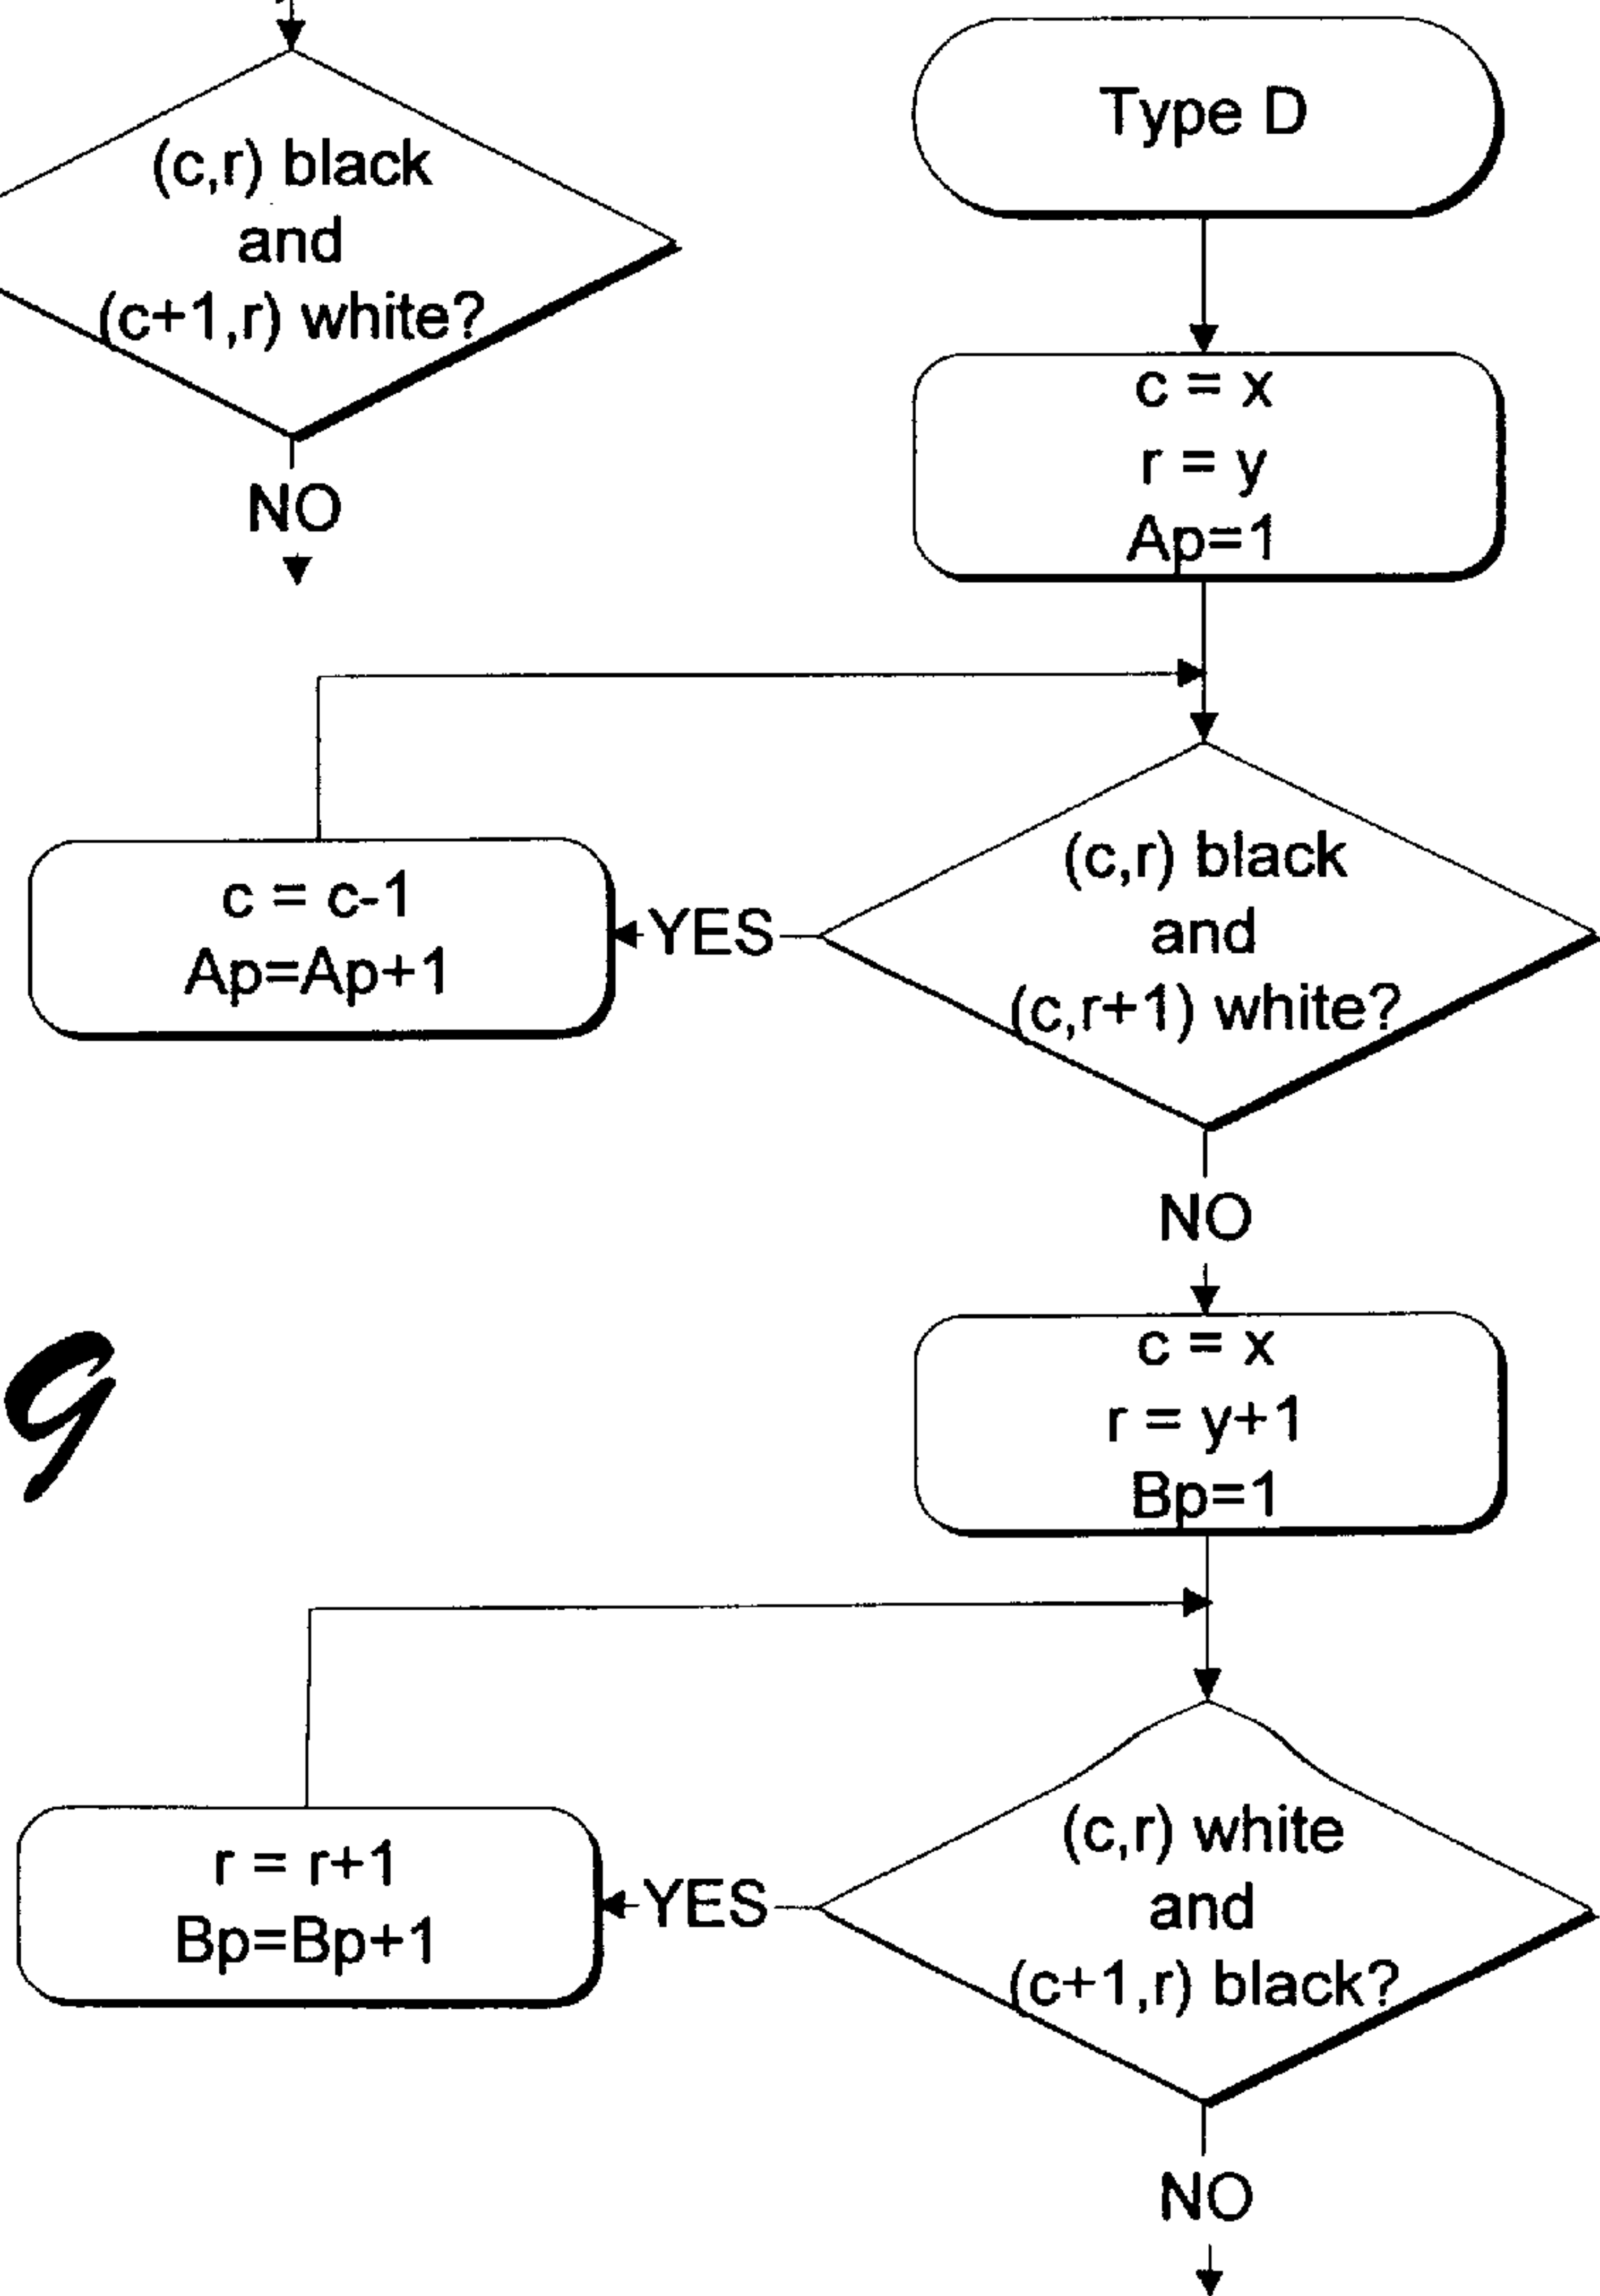 (c,r) black
and
(c+1,r) white?
NO
Type D
c = x
r = y
Ap=1
(c,r) black
and
(c,r+1) white?
YES
c = c-1
Ap=Ap+1
NO
c = x
r = y+1
Bp=1
9
(c,r) white
and
(c+1,r) black?
YES
r = r+1
Bp=Bp+1
NO